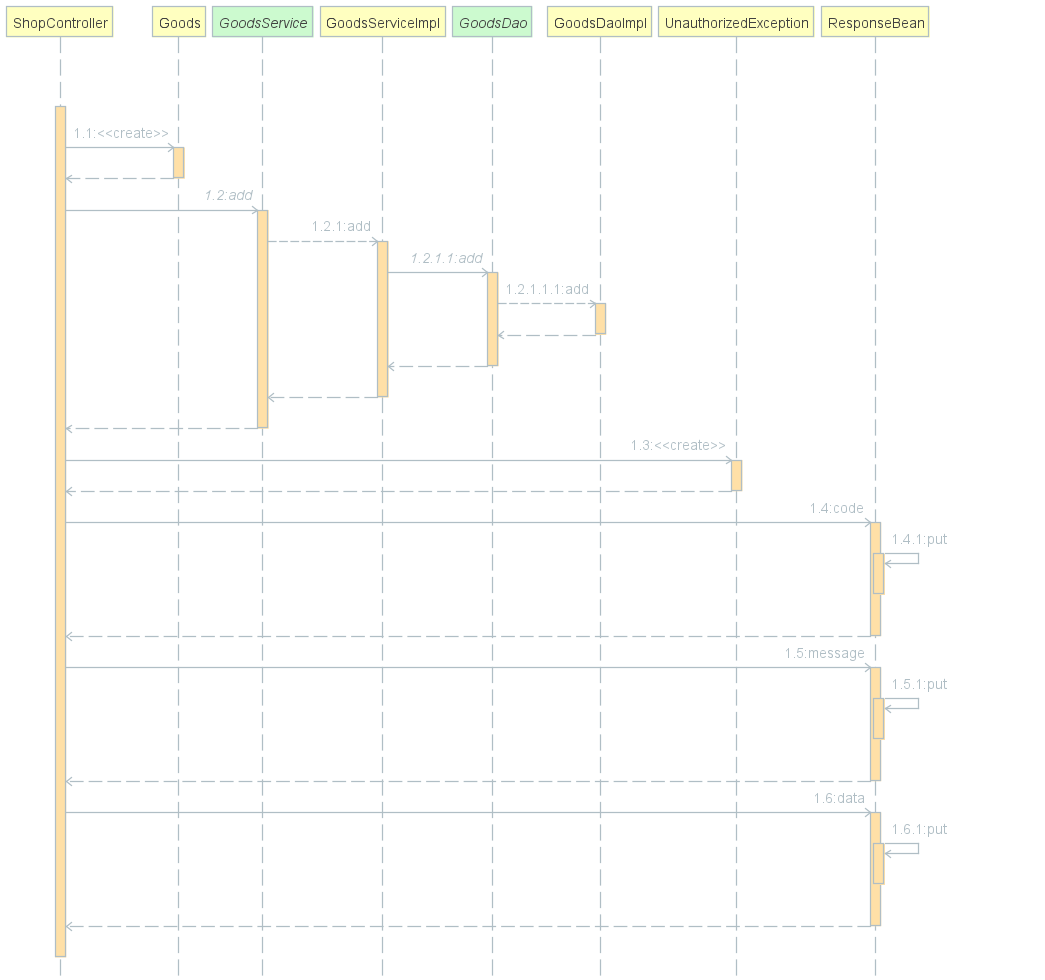 ShopController
Goods
GoodsService
GoodsServiceImpl
GoodsDao
GoodsDaoImpl
UnauthorizedException
ResponseBean
1.1:<<create>>
1.2:add
1.2.1:add
1.2.1.1:add
1.2.1.1.1:add
1.3:<<create>>
1.4:code
1.4.1:put
1.5:message
1.5.1:put
1.6:data
1.6.1:put